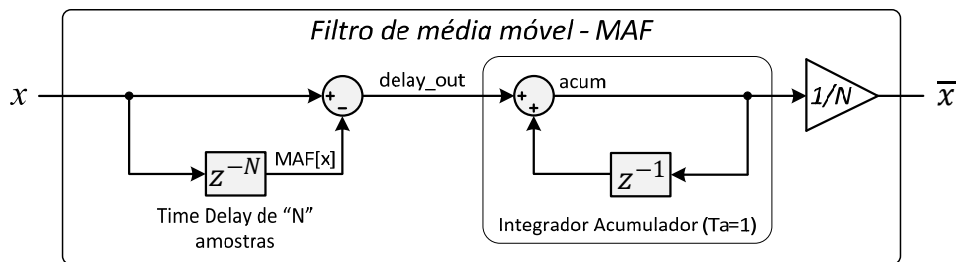 Filtro de média móvel - MAF
x
+
−
delay_out
+
+
acum
1/N
x̅
z⁻ᴺ
MAF[x]
z⁻¹
Time Delay de “N”
amostras
Integrador Acumulador (Ta=1)